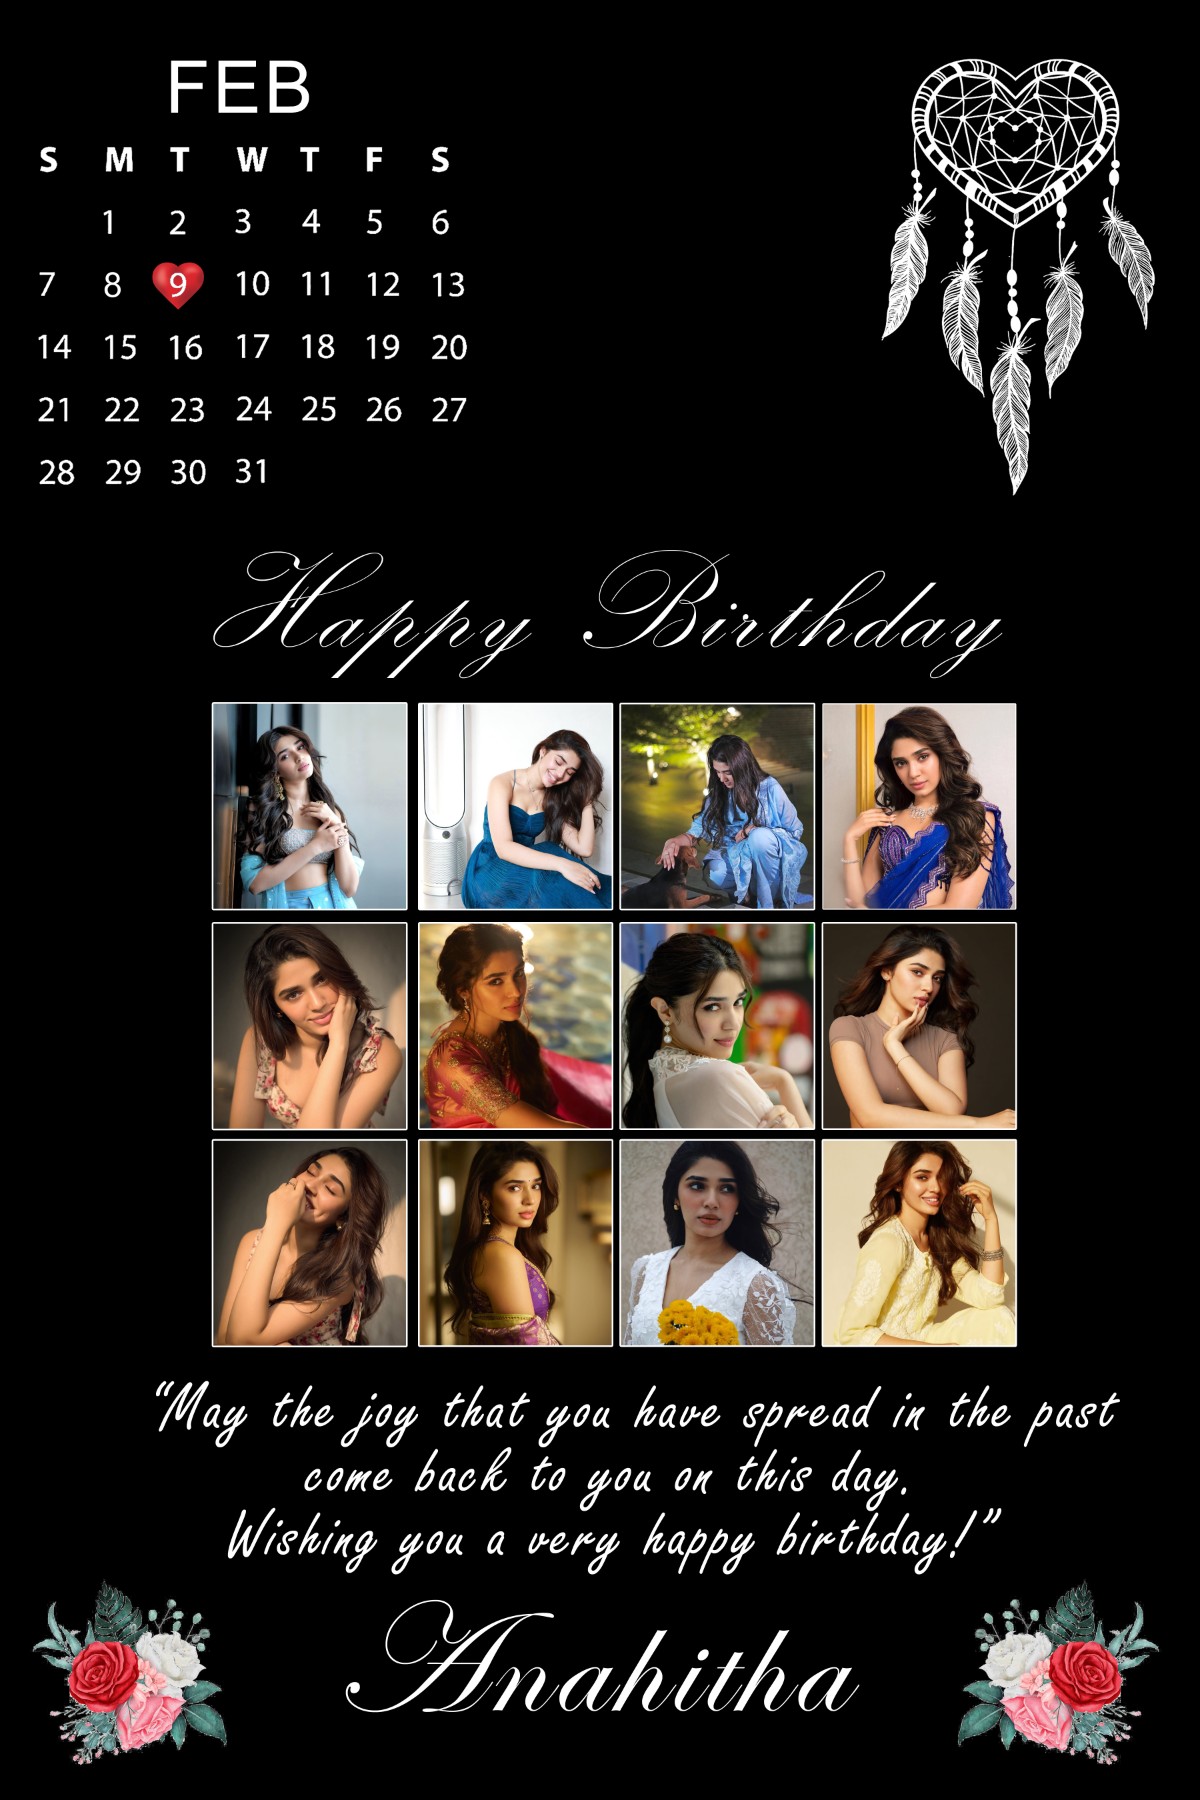 FEB
S M T W T F S
1 2 3 4 5 6
7 8 9 10 11 12 13
14 15 16 17 18 19 20
21 22 23 24 25 26 27
28 29 30 31
Happy Birthday
“May the joy that you have spread in the past
come back to you on this day.
Wishing you a very happy birthday!”
Anahitha